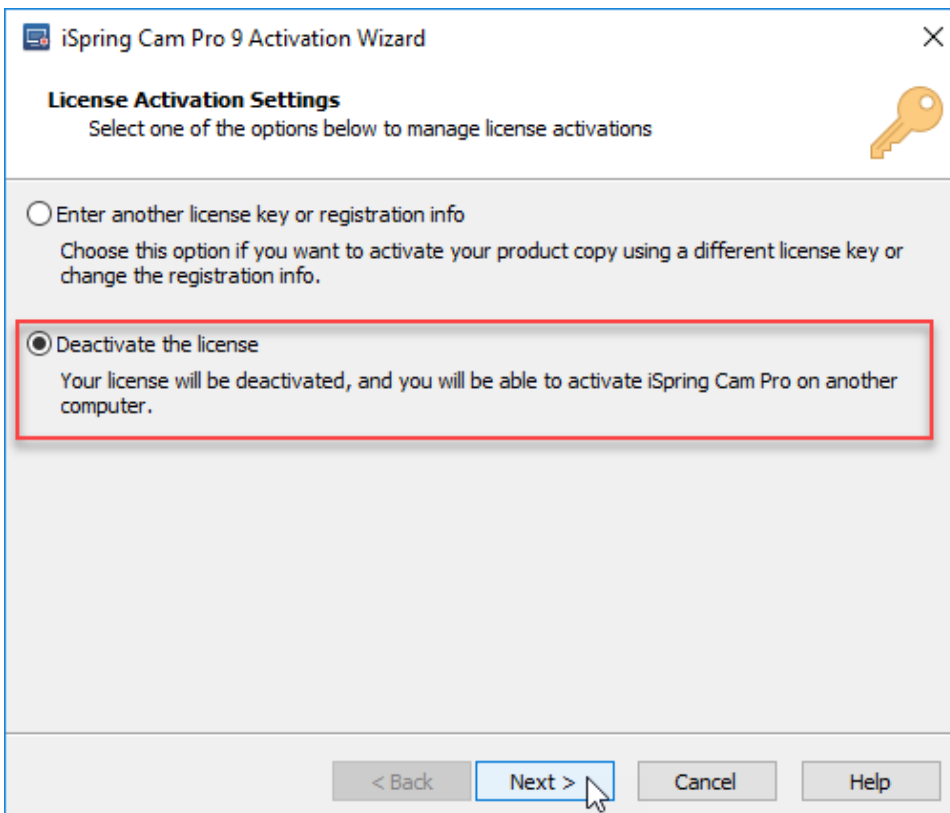 iSpring Cam Pro 9 Activation Wizard
License Activation Settings
Select one of the options below to manage license activations
Enter another license key or registration info
Choose this option if you want to activate your product copy using a different license key or
change the registration info.
Deactivate the license
Your license will be deactivated, and you will be able to activate iSpring Cam Pro on another
computer.
< Back Next > Cancel Help